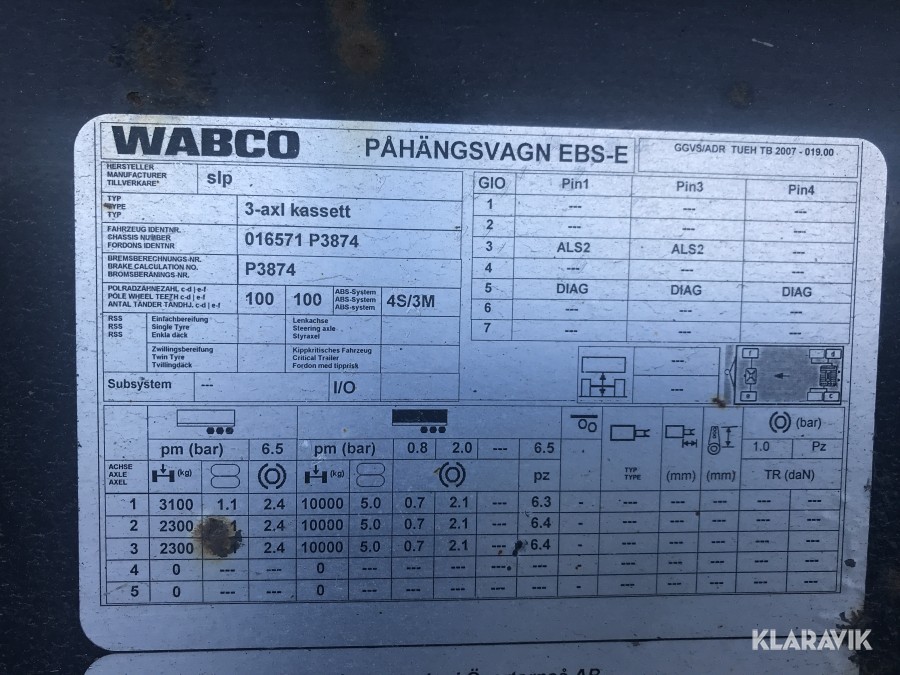 WABCO
PÅHÄNGSVAGN EBS-E
GGVS/ADR TUEH TB 2007 - 019.00
HERSTELLER
MANUFACTURER
TILLVERKARE*
slp
TYP
TYPE
TYP
3-axl kassett
FAHRZEUG IDENTNR.
CHASSIS NUMBER
FORDONS IDENTNR
016571 P3874
BREMSBERECHNUNGS-NR.
BRAKE CALCULATION NO.
BROMSBERÄNINGS-NR.
P3874
POLRADZÄHNEZAHL c-d | e-f
POLE WHEEL TEETH c-d | e-f
ANTAL TÄNDER TANDHJ. c-d | e-f
100 100
ABS-System
ABS-System
ABS-system
4S/3M
RSS Einfachbereifung
RSS Single Tyre
RSS Enkla däck
Lenkachse
Steering axle
Styraxel
Zwillingsbereifung
Twin Tyre
Tvillingdäck
Kippkritisches Fahrzeug
Critical Trailer
Fordon med tipprisk
Subsystem --- I/O
GIO Pin1 Pin3 Pin4
1 --- --- ---
2 --- --- ---
3 ALS2 ALS2 ---
4 --- --- ---
5 DIAG DIAG DIAG
6 --- --- ---
7 --- --- ---
---
---
f d
e c
(bar)
pm (bar) 6.5 pm (bar) 0.8 2.0 --- 6.5 1.0 Pz
ACHSE
AXLE
AXEL
(kg) (kg) pz
TYP
TYPE
(mm) (mm) TR (daN)
1 3100 1.1 2.4 10000 5.0 0.7 2.1 --- 6.3 - --- --- --- --- ---
2 2300 2.4 10000 5.0 0.7 2.1 --- 6.4 - --- --- --- --- ---
3 2300 2.4 10000 5.0 0.7 2.1 --- 6.4 - --- --- --- --- ---
4 0 --- --- 0 --- --- --- --- --- - --- --- --- --- ---
5 0 --- --- 0 --- --- --- --- --- - --- --- --- --- ---
KLARAVIK